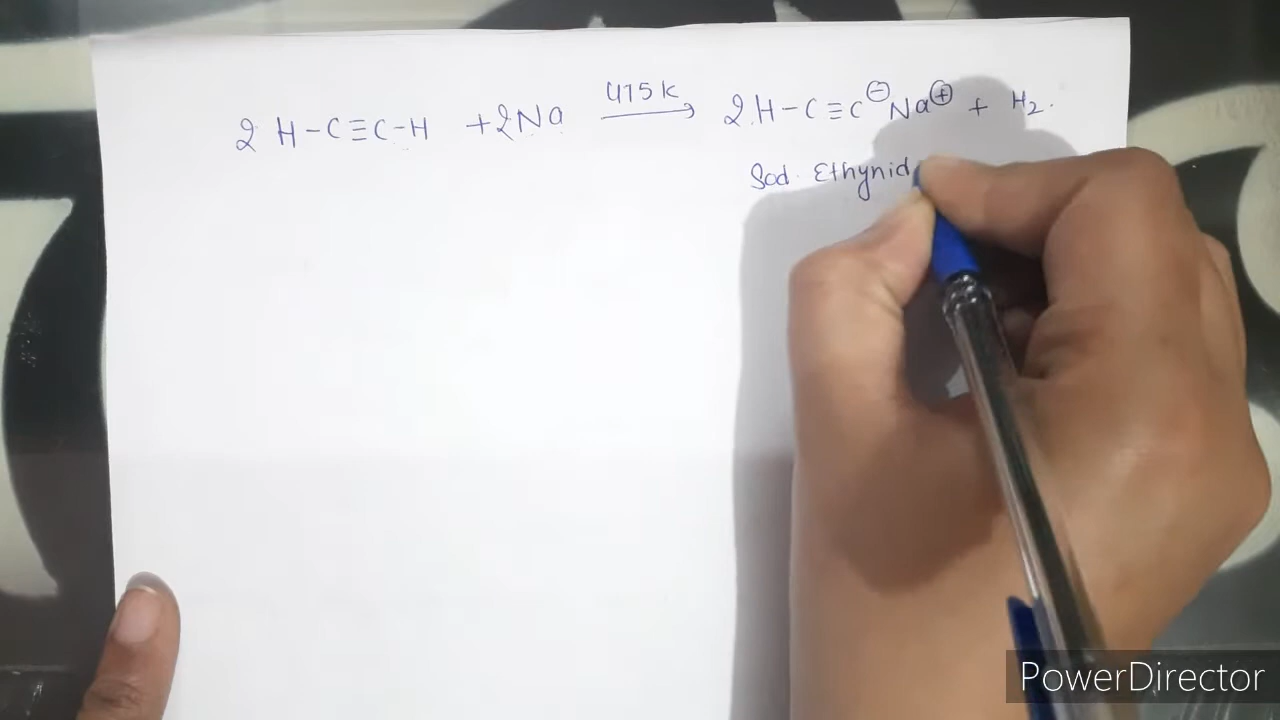 2 H-C≡C-H + 2Na 475K → 2 H-C≡C⊖ Na⊕ + H₂.
Sod. Ethynid
PowerDirector